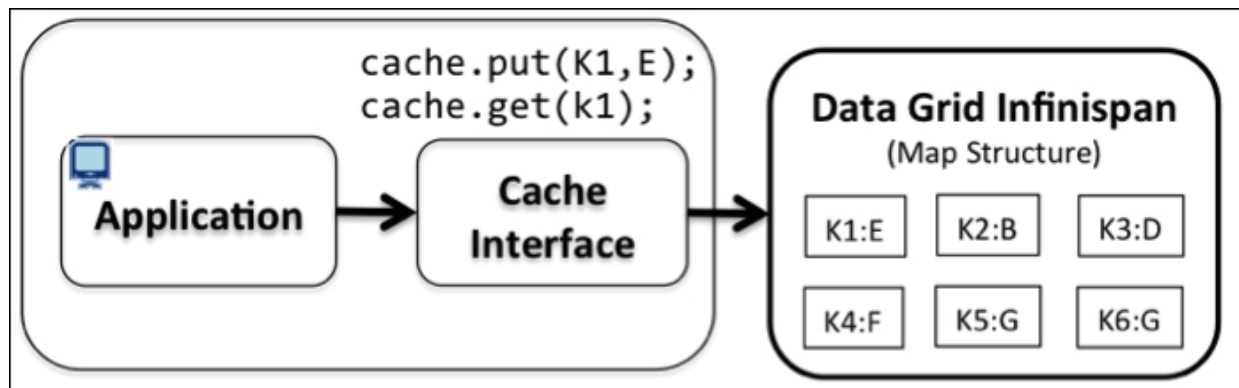 cache.put(K1,E);
cache.get(k1);
Application
Cache
Interface
Data Grid Infinispan
(Map Structure)
K1:E K2:B K3:D
K4:F K5:G K6:G